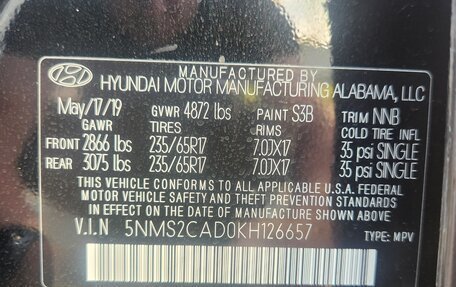 MANUFACTURED BY
HYUNDAI MOTOR MANUFACTURING ALABAMA, LLC
May/17/19 GVWR 4872 lbs PAINT S3B TRIM NNB
GAWR TIRES RIMS COLD TIRE INFL
FRONT 2866 lbs 235/65R17 7.0JX17 35 psi SINGLE
REAR 3075 lbs 235/65R17 7.0JX17 35 psi SINGLE
THIS VEHICLE CONFORMS TO ALL APPLICABLE U.S.A. FEDERAL
MOTOR VEHICLE SAFETY AND THEFT PREVENTION STANDARDS
IN EFFECT ON THE DATE OF MANUFACTURE SHOWN ABOVE
V.I.N 5NMS2CAD0KH126657 TYPE: MPV